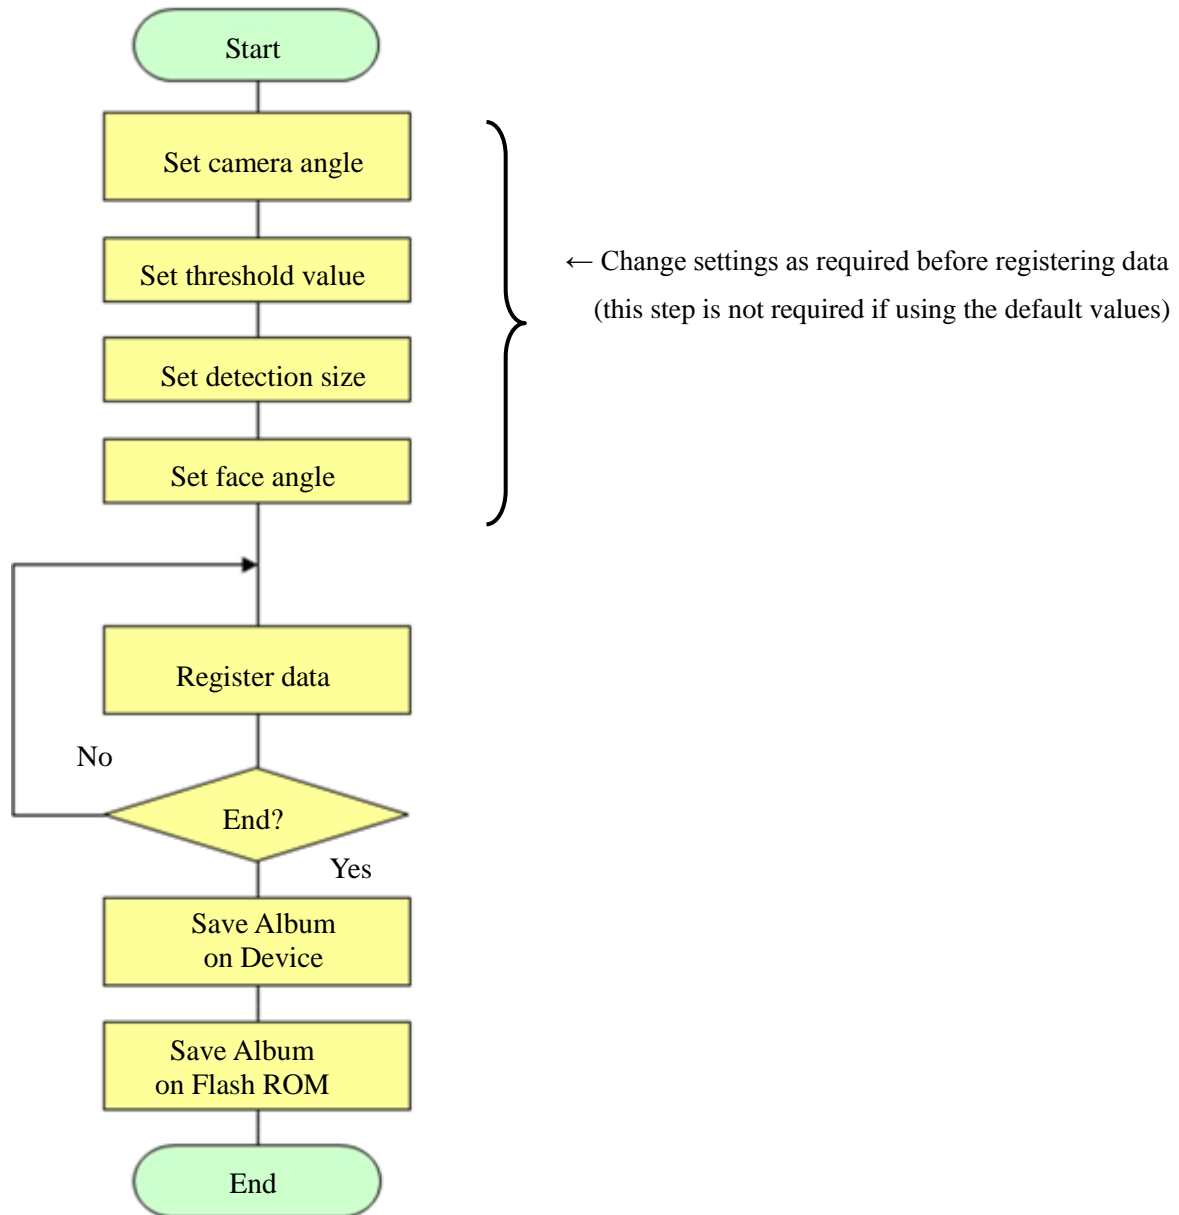 Start
Set camera angle
Set threshold value
← Change settings as required before registering data
(this step is not required if using the default values)
Set detection size
Set face angle
Register data
No
End?
Yes
Save Album
on Device
Save Album
on Flash ROM
End